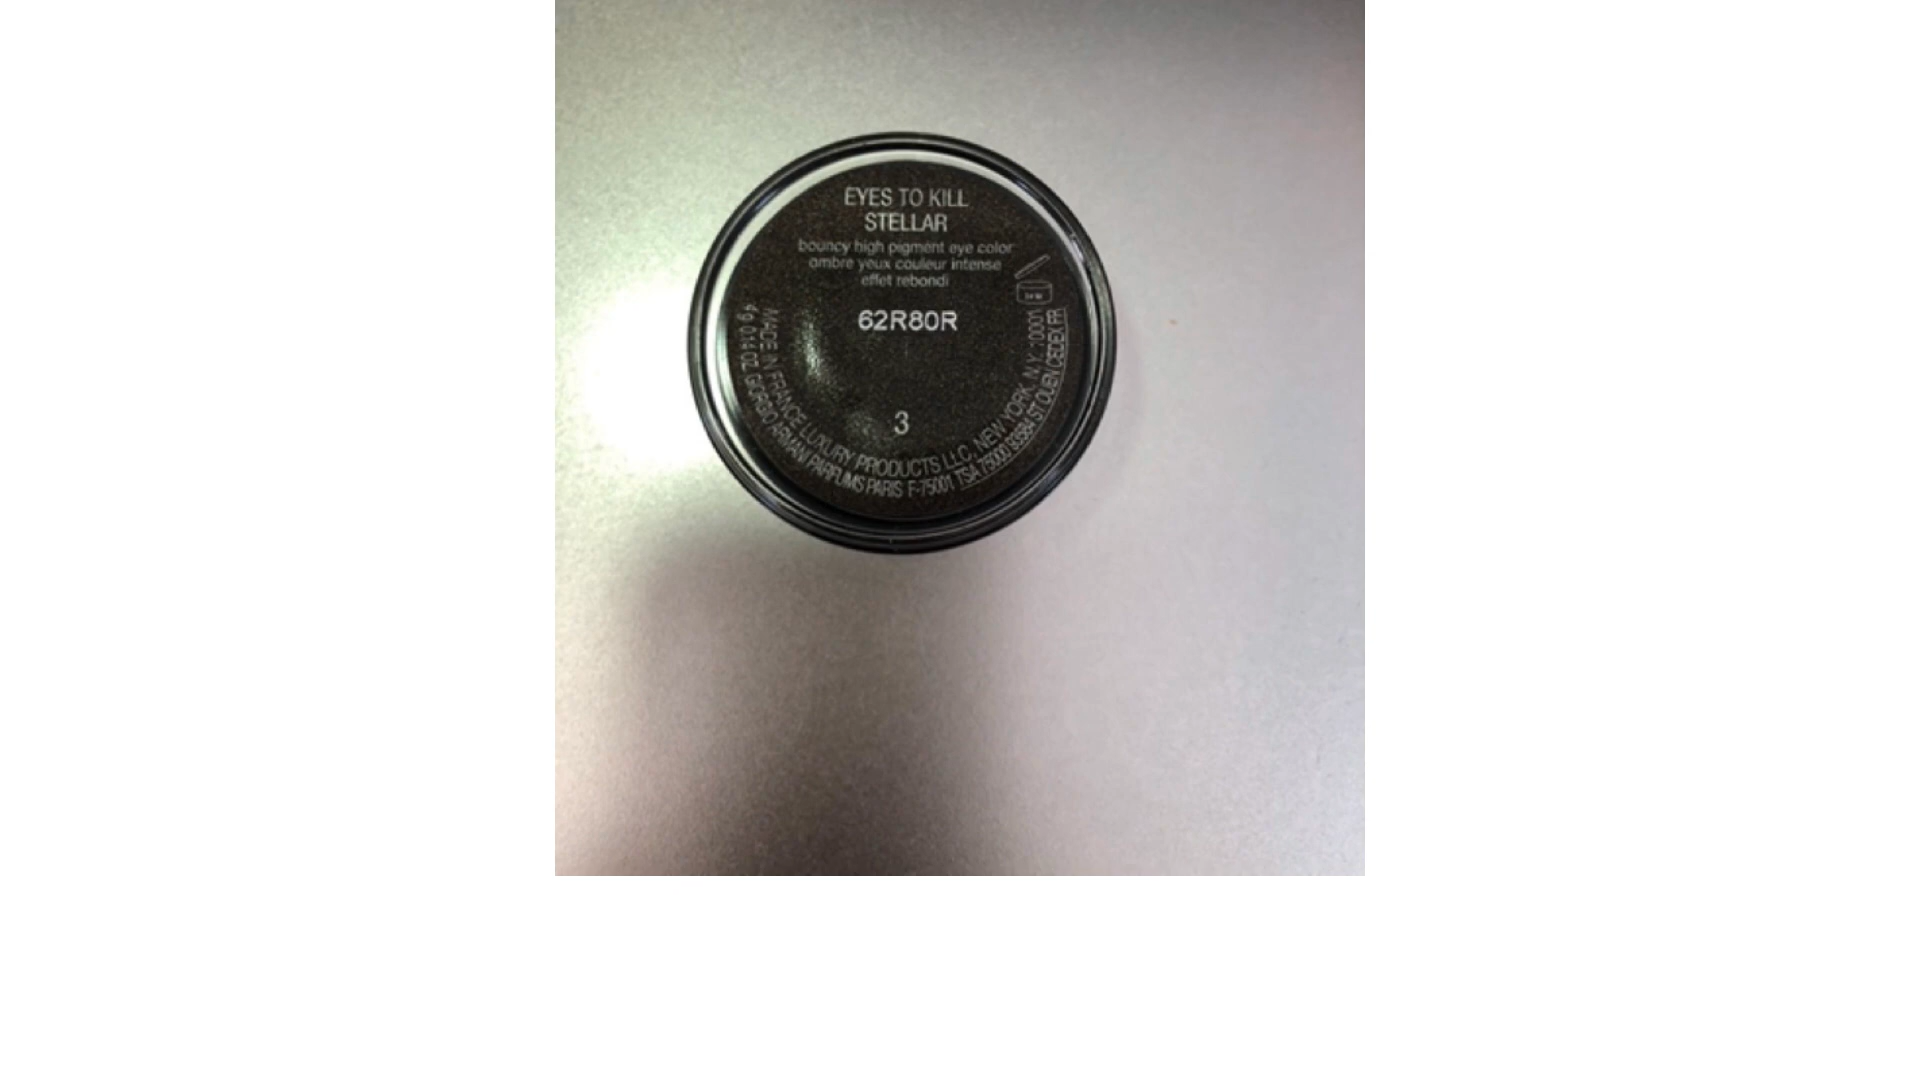 EYES TO KILL
STELLAR
bouncy high pigment eye color
ombre yeux couleur intense
effet rebondi
62R80R
3
MADE IN FRANCE LUXURY PRODUCTS LLC, NEW YORK, N.Y. 10001
4 g 0.14 OZ. GIORGIO ARMANI PARFUMS PARIS F-75001 TSA 75000 93584 ST OUEN CEDEX FR